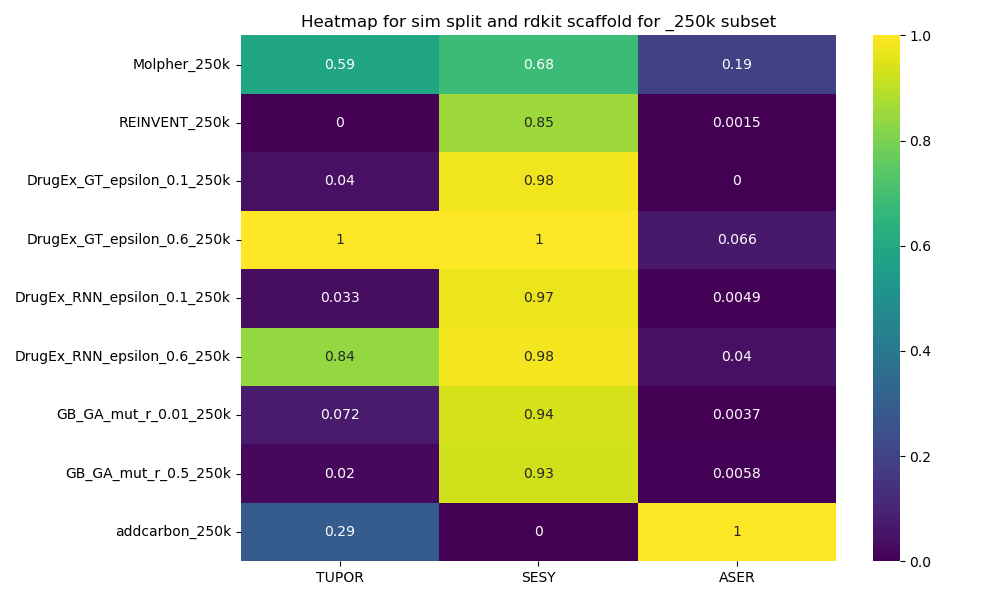 Heatmap for sim split and rdkit scaffold for _250k subset
Molpher_250k 0.59 0.68 0.19
REINVENT_250k 0 0.85 0.0015
DrugEx_GT_epsilon_0.1_250k 0.04 0.98 0
DrugEx_GT_epsilon_0.6_250k 1 1 0.066
DrugEx_RNN_epsilon_0.1_250k 0.033 0.97 0.0049
DrugEx_RNN_epsilon_0.6_250k 0.84 0.98 0.04
GB_GA_mut_r_0.01_250k 0.072 0.94 0.0037
GB_GA_mut_r_0.5_250k 0.02 0.93 0.0058
addcarbon_250k 0.29 0 1
TUPOR SESY ASER
1.0
0.8
0.6
0.4
0.2
0.0